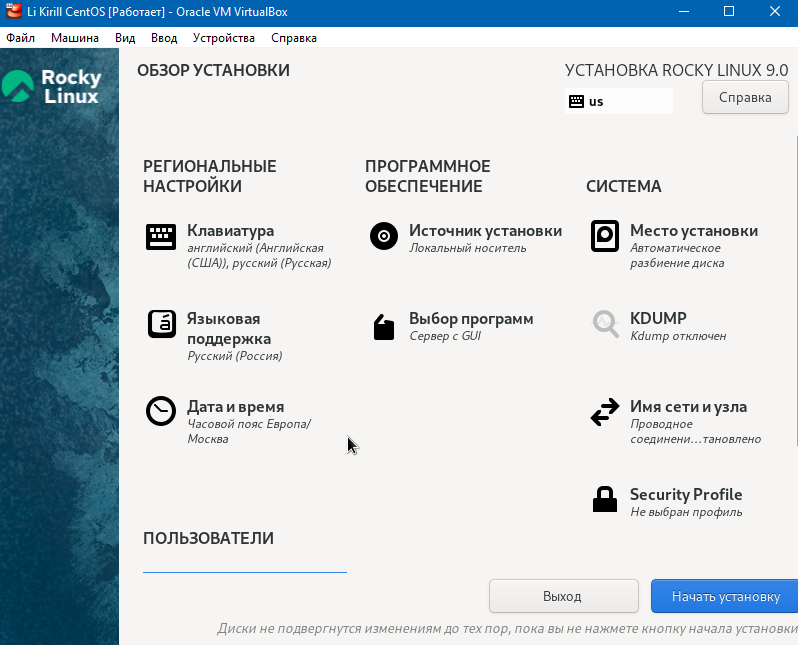 Li Kirill CentOS [Работает] - Oracle VM VirtualBox
Файл Машина Вид Ввод Устройства Справка
Rocky
Linux
ОБЗОР УСТАНОВКИ
УСТАНОВКА ROCKY LINUX 9.0
us
Справка
РЕГИОНАЛЬНЫЕ
НАСТРОЙКИ
Клавиатура
английский (Английская
(США)), русский (Русская)
Языковая
поддержка
Русский (Россия)
Дата и время
Часовой пояс Европа/
Москва
ПРОГРАММНОЕ
ОБЕСПЕЧЕНИЕ
Источник установки
Локальный носитель
Выбор программ
Сервер с GUI
СИСТЕМА
Место установки
Автоматическое
разбиение диска
KDUMP
Kdump отключен
Имя сети и узла
Проводное
соединени...тановлено
Security Profile
Не выбран профиль
ПОЛЬЗОВАТЕЛИ
Выход
Начать установку
Диски не подвергнутся изменениям до тех пор, пока вы не нажмете кнопку начала установки